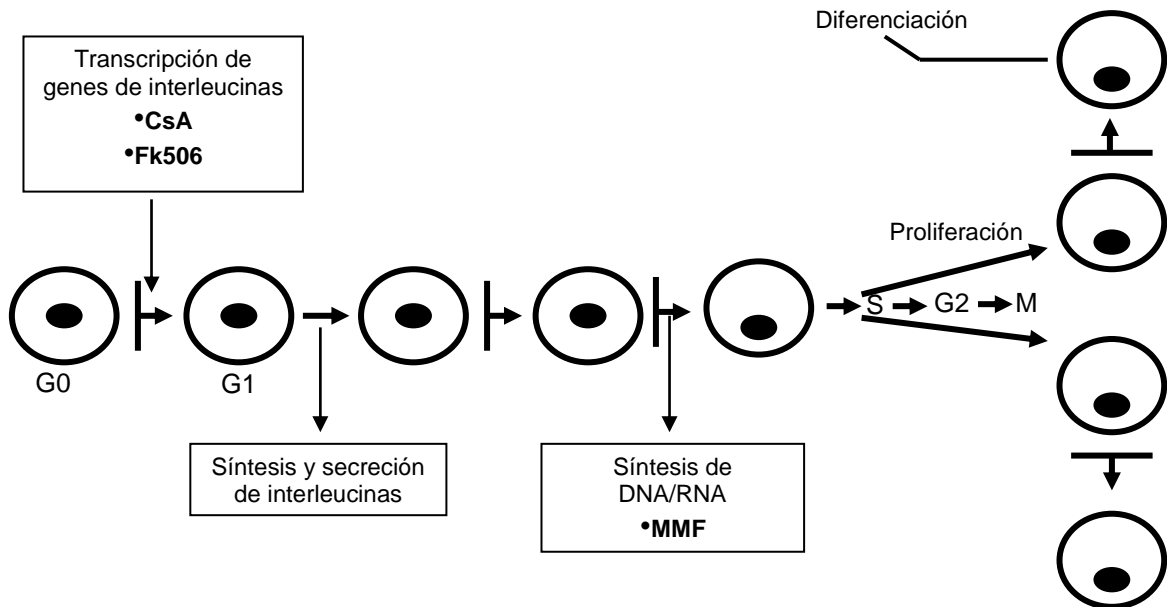 Diferenciación
Transcripción de
genes de interleucinas
•CsA
•Fk506
Proliferación
S
G2
M
G0
G1
Síntesis y secreción
de interleucinas
Síntesis de
DNA/RNA
•MMF